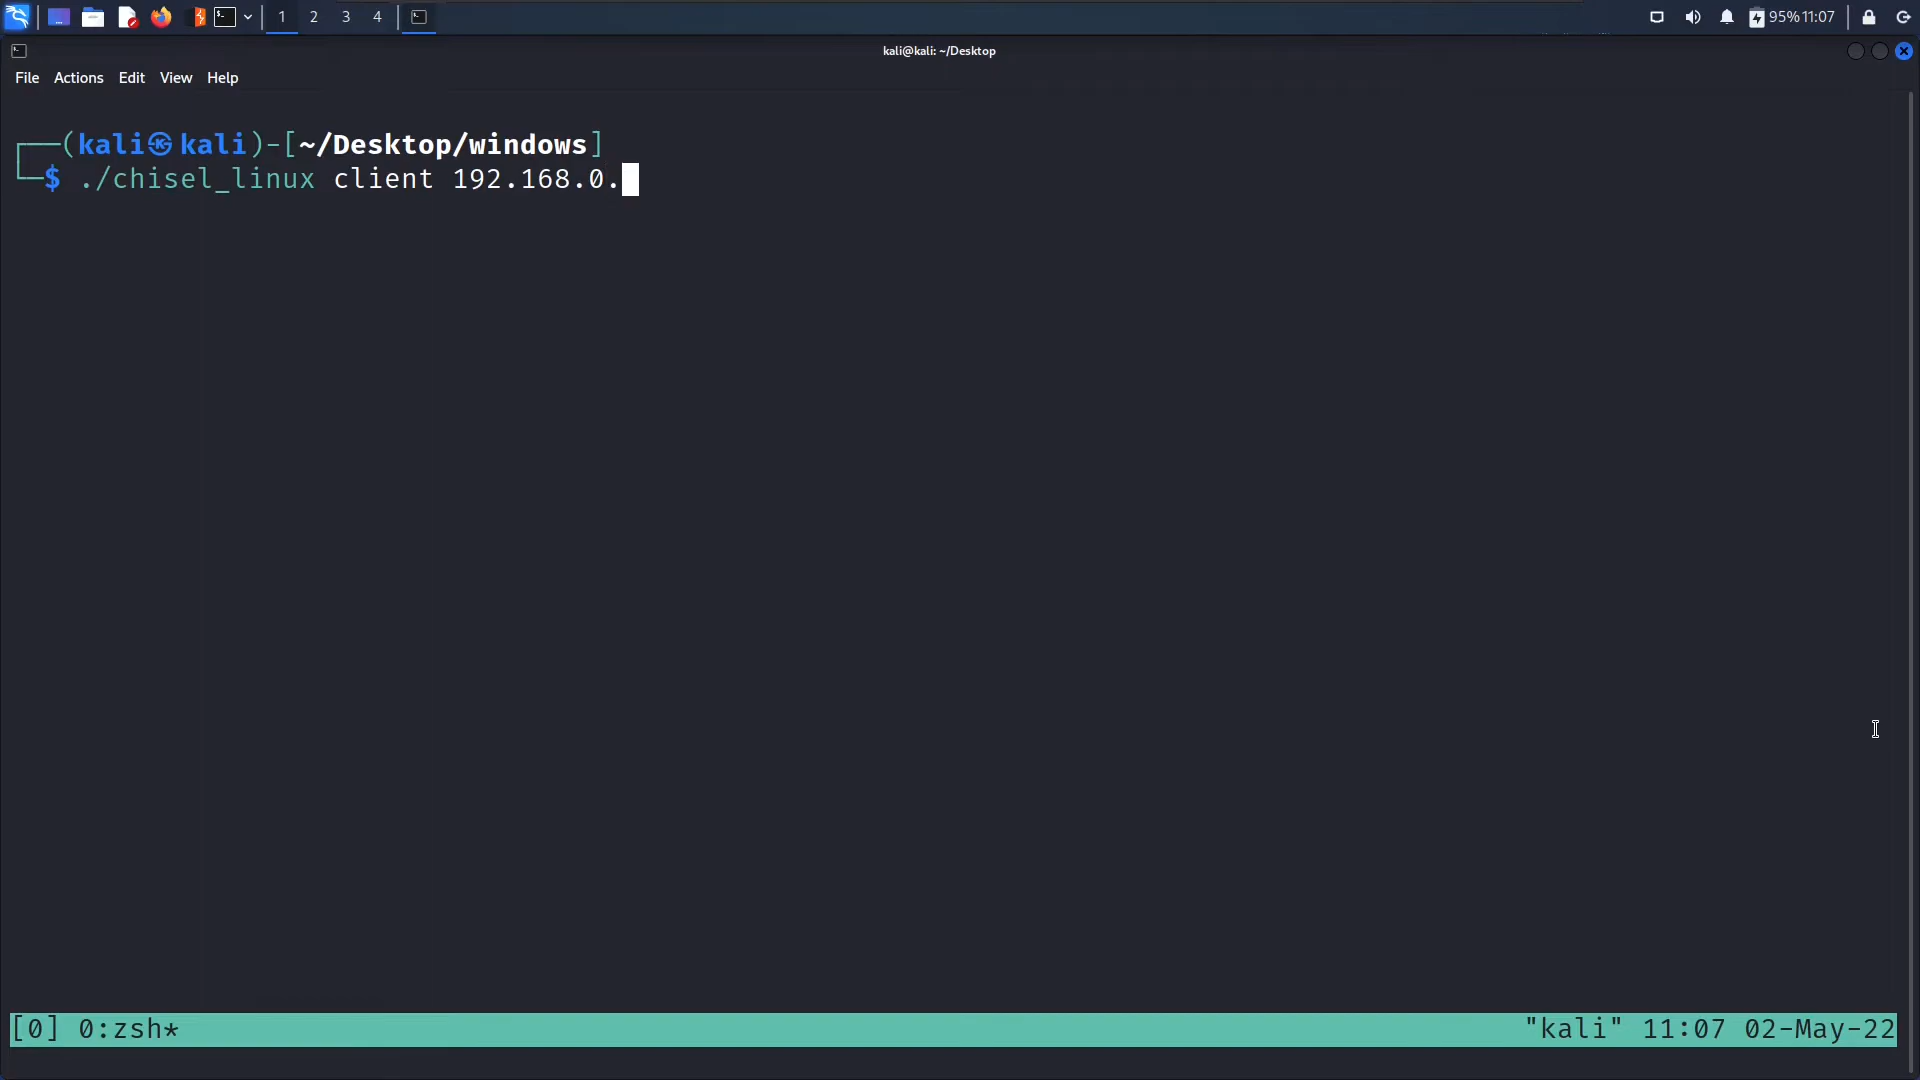 1 2 3 4 95% 11:07
kali@kali: ~/Desktop
File Actions Edit View Help
┌──(kali㉿kali)-[~/Desktop/windows]
└─$ ./chisel_linux client 192.168.0.
[0] 0:zsh* "kali" 11:07 02-May-22